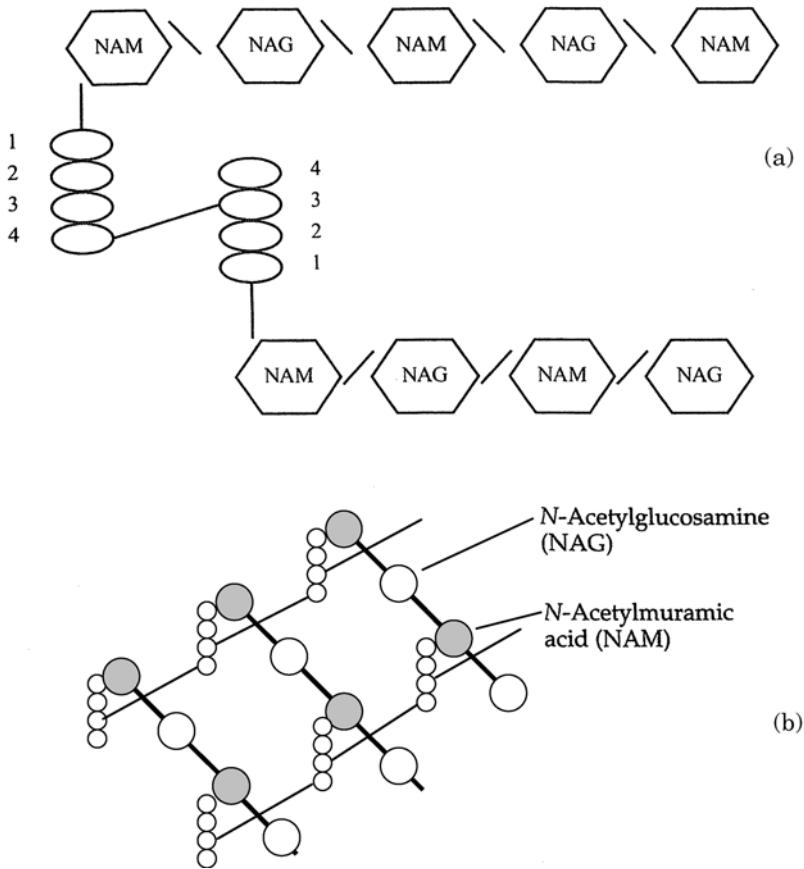 NAM NAG NAM NAG NAM
1
2
3
4
4
3
2
1
(a)
NAM NAG NAM NAG
N-Acetylglucosamine
(NAG)
N-Acetylmuramic
acid (NAM)
(b)